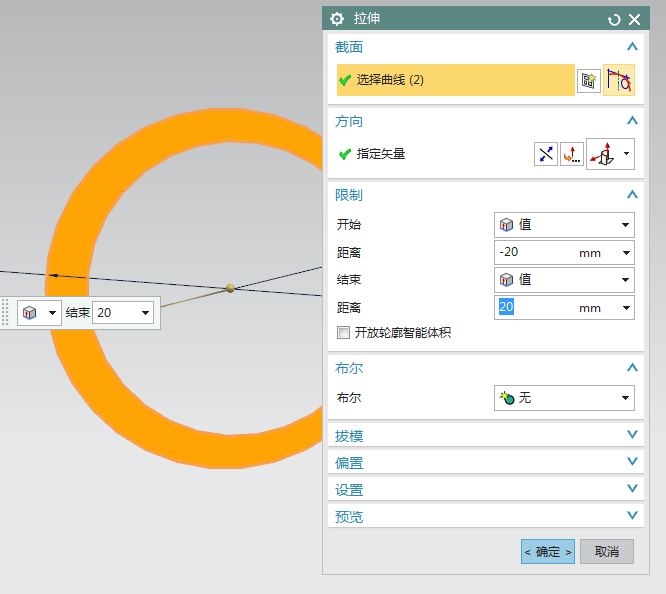 拉伸
截面
选择曲线 (2)
方向
指定矢量
限制
开始 值
距离 -20 mm
结束 值
距离 20 mm
开放轮廓智能体积
布尔
布尔 无
拔模
偏置
设置
预览
< 确定 > 取消
结束 20